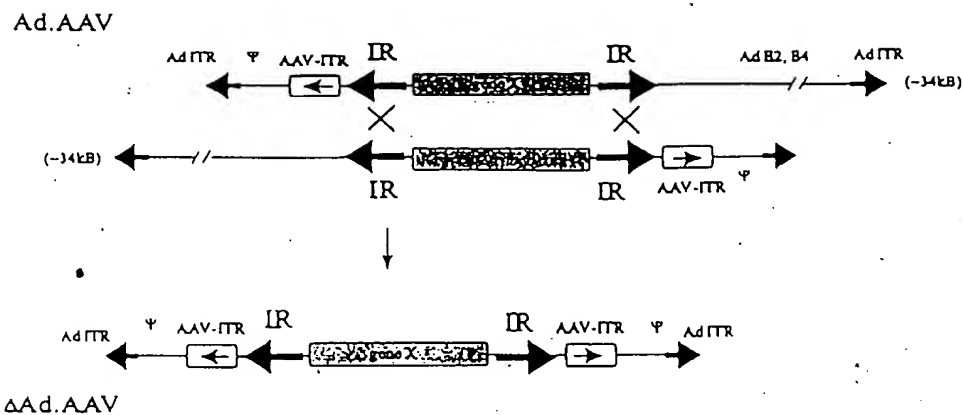 Ad.AAV
Ad ITR Ψ AAV-ITR IR IR Ad E2, E4 Ad ITR (~34kB)
(~34kB) IR IR AAV-ITR Ψ
Ad ITR Ψ AAV-ITR IR gene X IR AAV-ITR Ψ Ad ITR
ΔAd.AAV